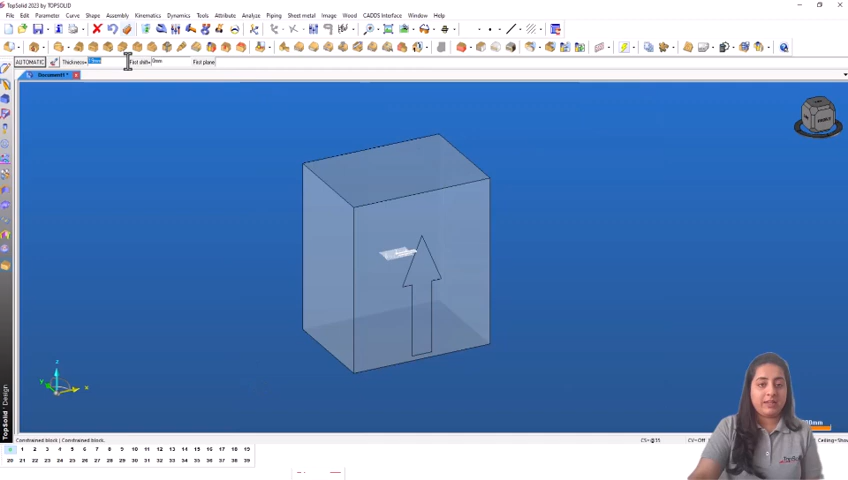 TopSolid 2023 by TOPSOLID
File Edit Parameter Curve Shape Assembly Kinematics Dynamics Tools Attribute Analyze Piping Sheet metal Image Wood CADDS Interface Window Help
AUTOMATIC Thickness= First shift= 0mm First plane
Document1 *
z
y
x
TopSolid 'Design
TopSolid
Constrained block | Constrained block.
0 1 2 3 4 5 6 7 8 9 10 11 12 13 14 15 16 17 18 19
20 21 22 23 24 25 26 27 28 29 30 31 32 33 34 35 36 37 38 39